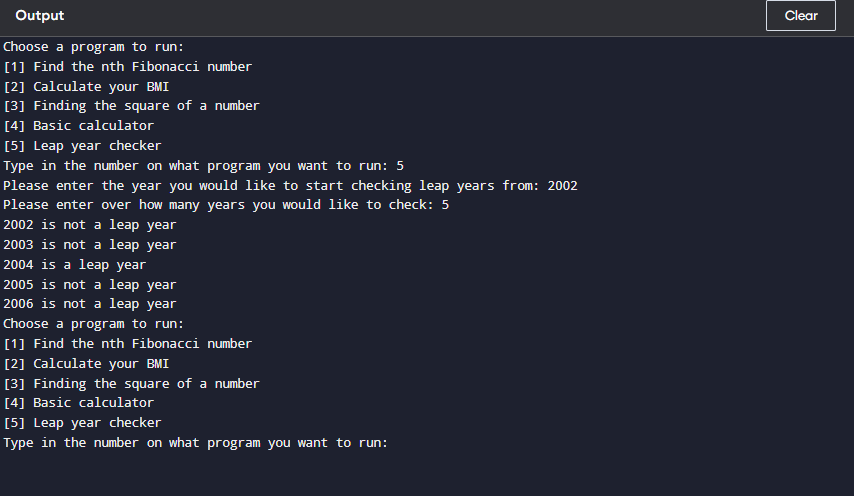 Output
Clear
Choose a program to run:
[1] Find the nth Fibonacci number
[2] Calculate your BMI
[3] Finding the square of a number
[4] Basic calculator
[5] Leap year checker
Type in the number on what program you want to run: 5
Please enter the year you would like to start checking leap years from: 2002
Please enter over how many years you would like to check: 5
2002 is not a leap year
2003 is not a leap year
2004 is a leap year
2005 is not a leap year
2006 is not a leap year
Choose a program to run:
[1] Find the nth Fibonacci number
[2] Calculate your BMI
[3] Finding the square of a number
[4] Basic calculator
[5] Leap year checker
Type in the number on what program you want to run: